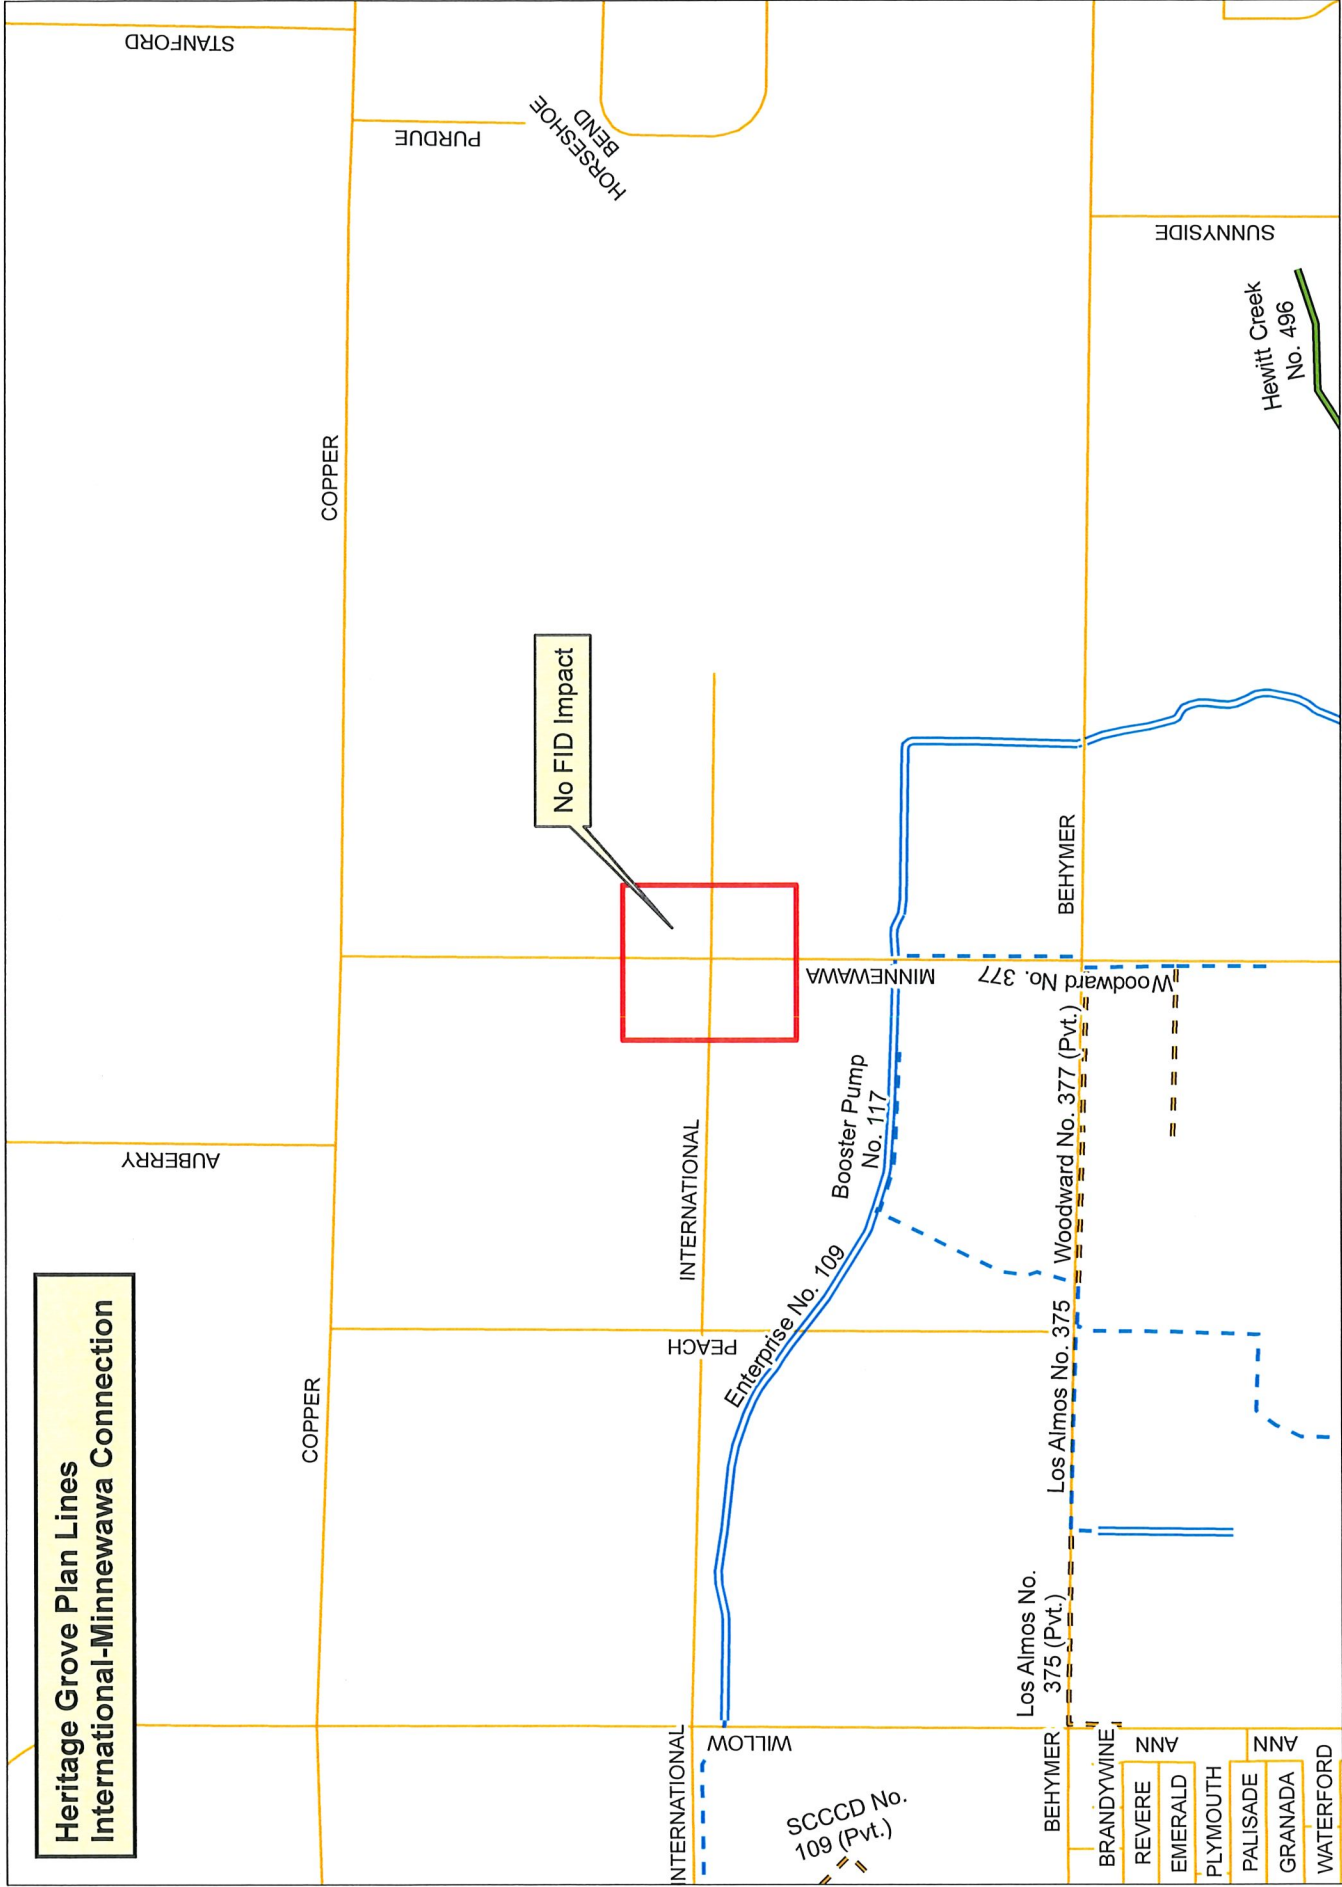 Heritage Grove Plan Lines
International-Minnewawa Connection
AUBERRY
STANFORD
COPPER
COPPER
PURDUE
HORSESHOE
BEND
No FID Impact
INTERNATIONAL
INTERNATIONAL
WILLOW
PEACH
MINNEWAWA
Enterprise No. 109
Booster Pump
No. 117
SCCCD No.
109 (Pvt.)
Los Almos No.
375 (Pvt.)
Los Almos No. 375
Woodward No. 377 (Pvt.)
Woodward No. 377
BEHYMER
BEHYMER
SUNNYSIDE
Hewitt Creek
No. 496
BRANDYWINE
REVERE
EMERALD
PLYMOUTH
PALISADE
GRANADA
WATERFORD
ANN
ANN